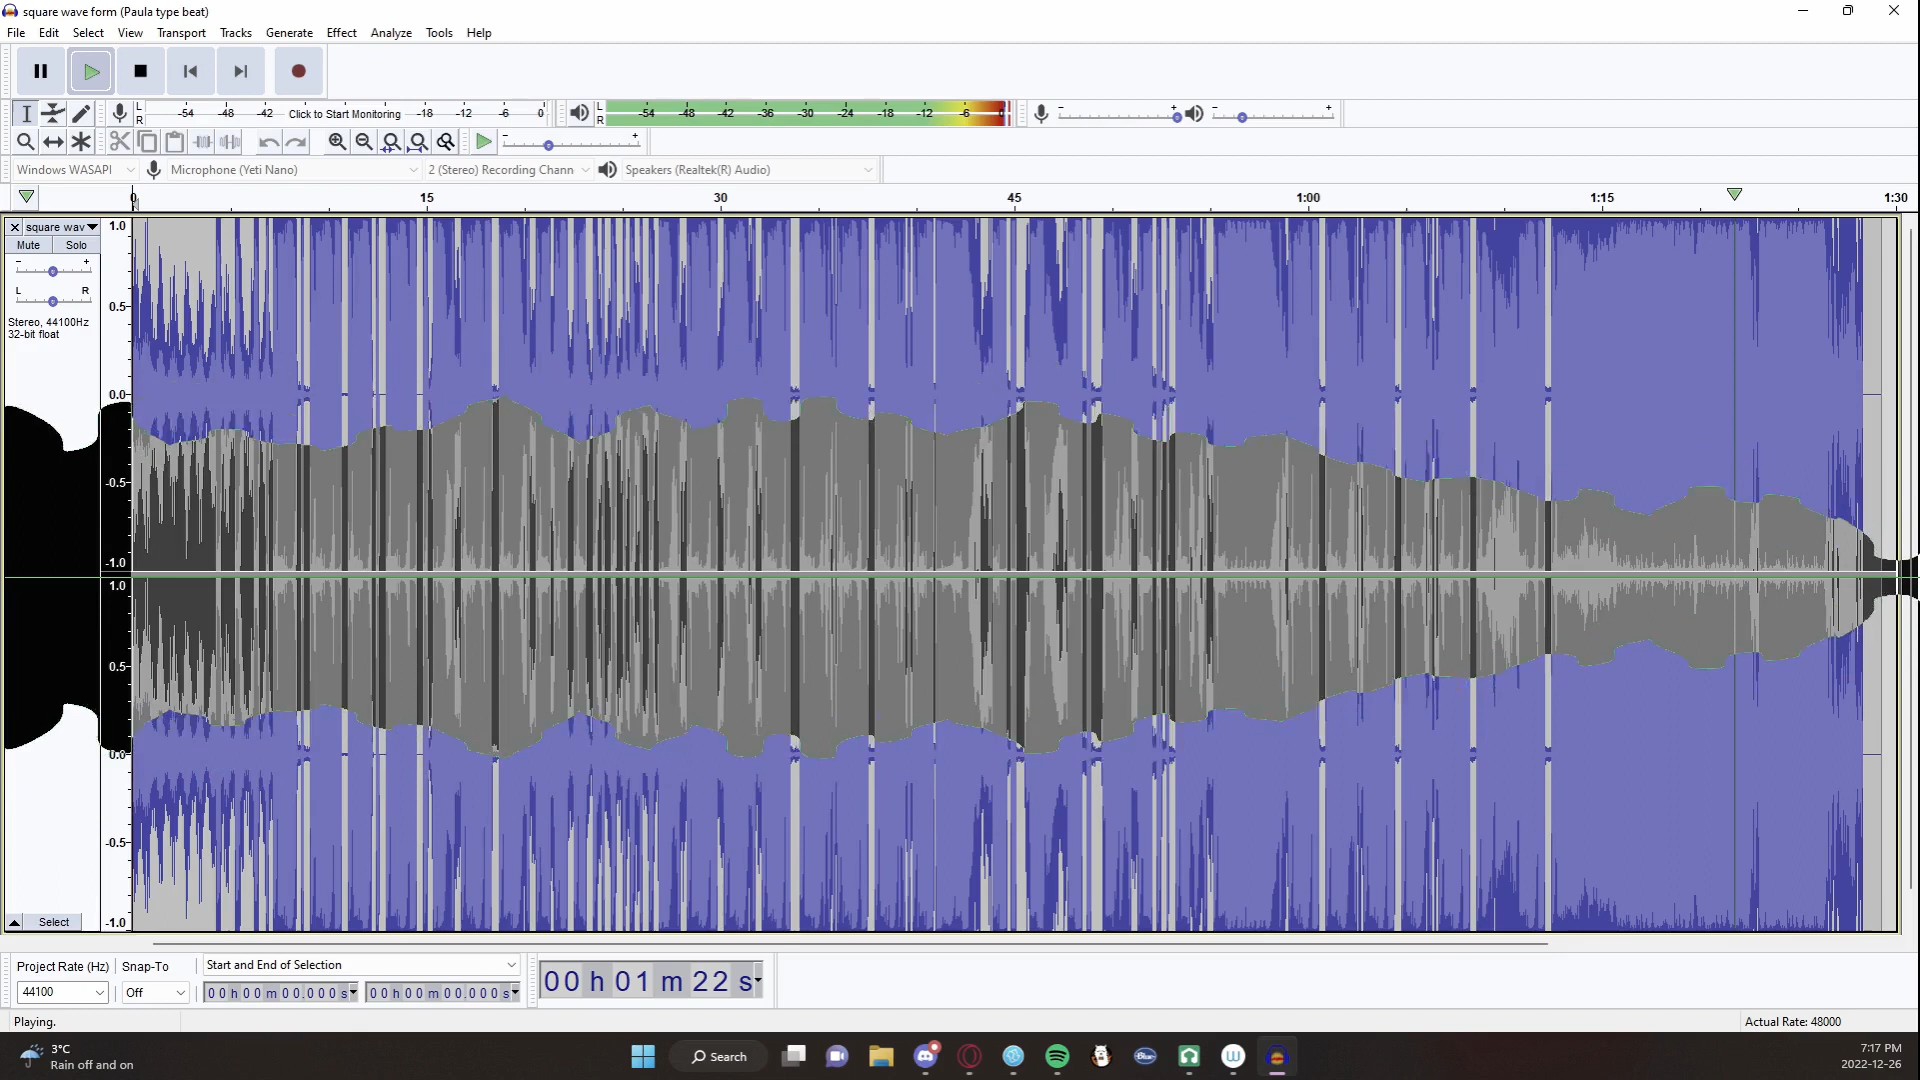 square wave form (Paula type beat)
File Edit Select View Transport Tracks Generate Effect Analyze Tools Help
L R -54 -48 -42 Click to Start Monitoring -18 -12 -6 0 L R -54 -48 -42 -36 -30 -24 -18 -12 -6 0 - + - +
- +
Windows WASAPI Microphone (Yeti Nano) 2 (Stereo) Recording Chann Speakers (Realtek(R) Audio)
0 15 30 45 1:00 1:15 1:30
square wav 1.0
Mute Solo
- +
L R
0.5
Stereo, 44100Hz
32-bit float
0.0
-0.5
-1.0
1.0
0.5
0.0
-0.5
Select -1.0
Project Rate (Hz) Snap-To Start and End of Selection
44100 Off 00 h 00 m 00.000 s 00 h 00 m 00.000 s 00 h 01 m 22 s
Playing. Actual Rate: 48000
3°C
Rain off and on
Search
Blue
W
7:17 PM
2022-12-26